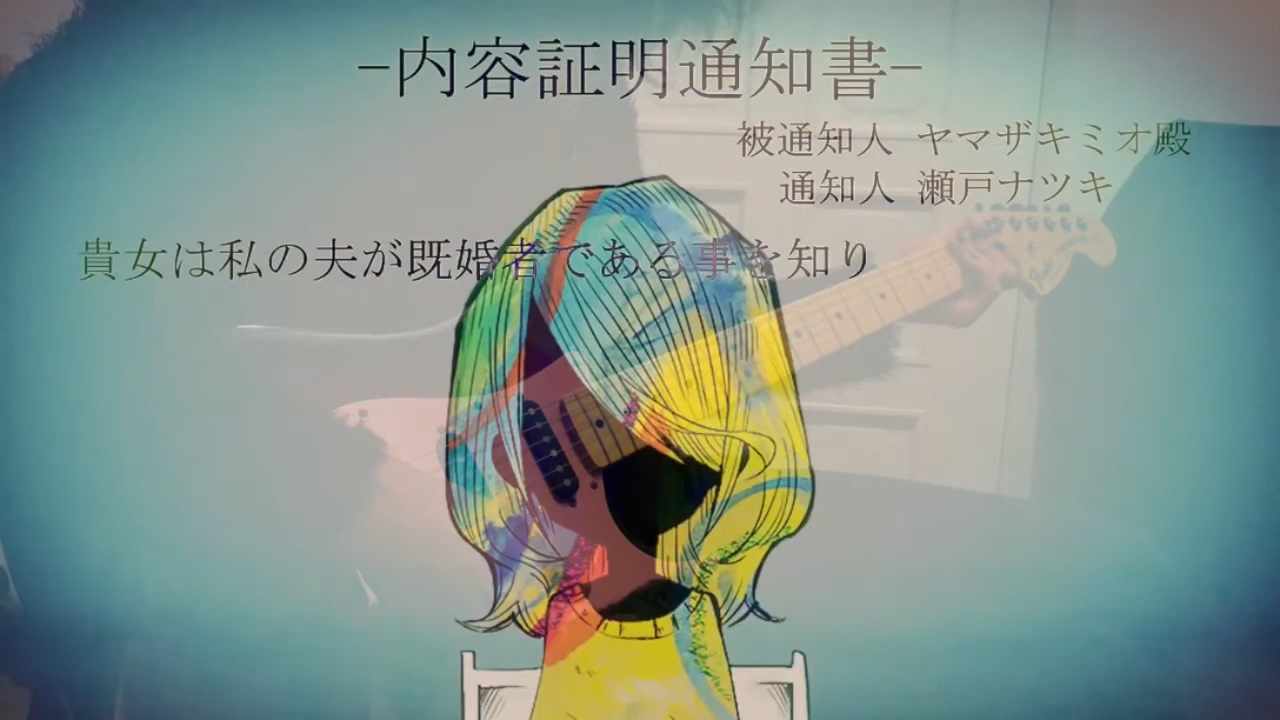 −内容証明通知書−
被通知人 ヤマザキミオ殿
通知人 瀬戸ナツキ
貴女は私の夫が既婚者である事を知り